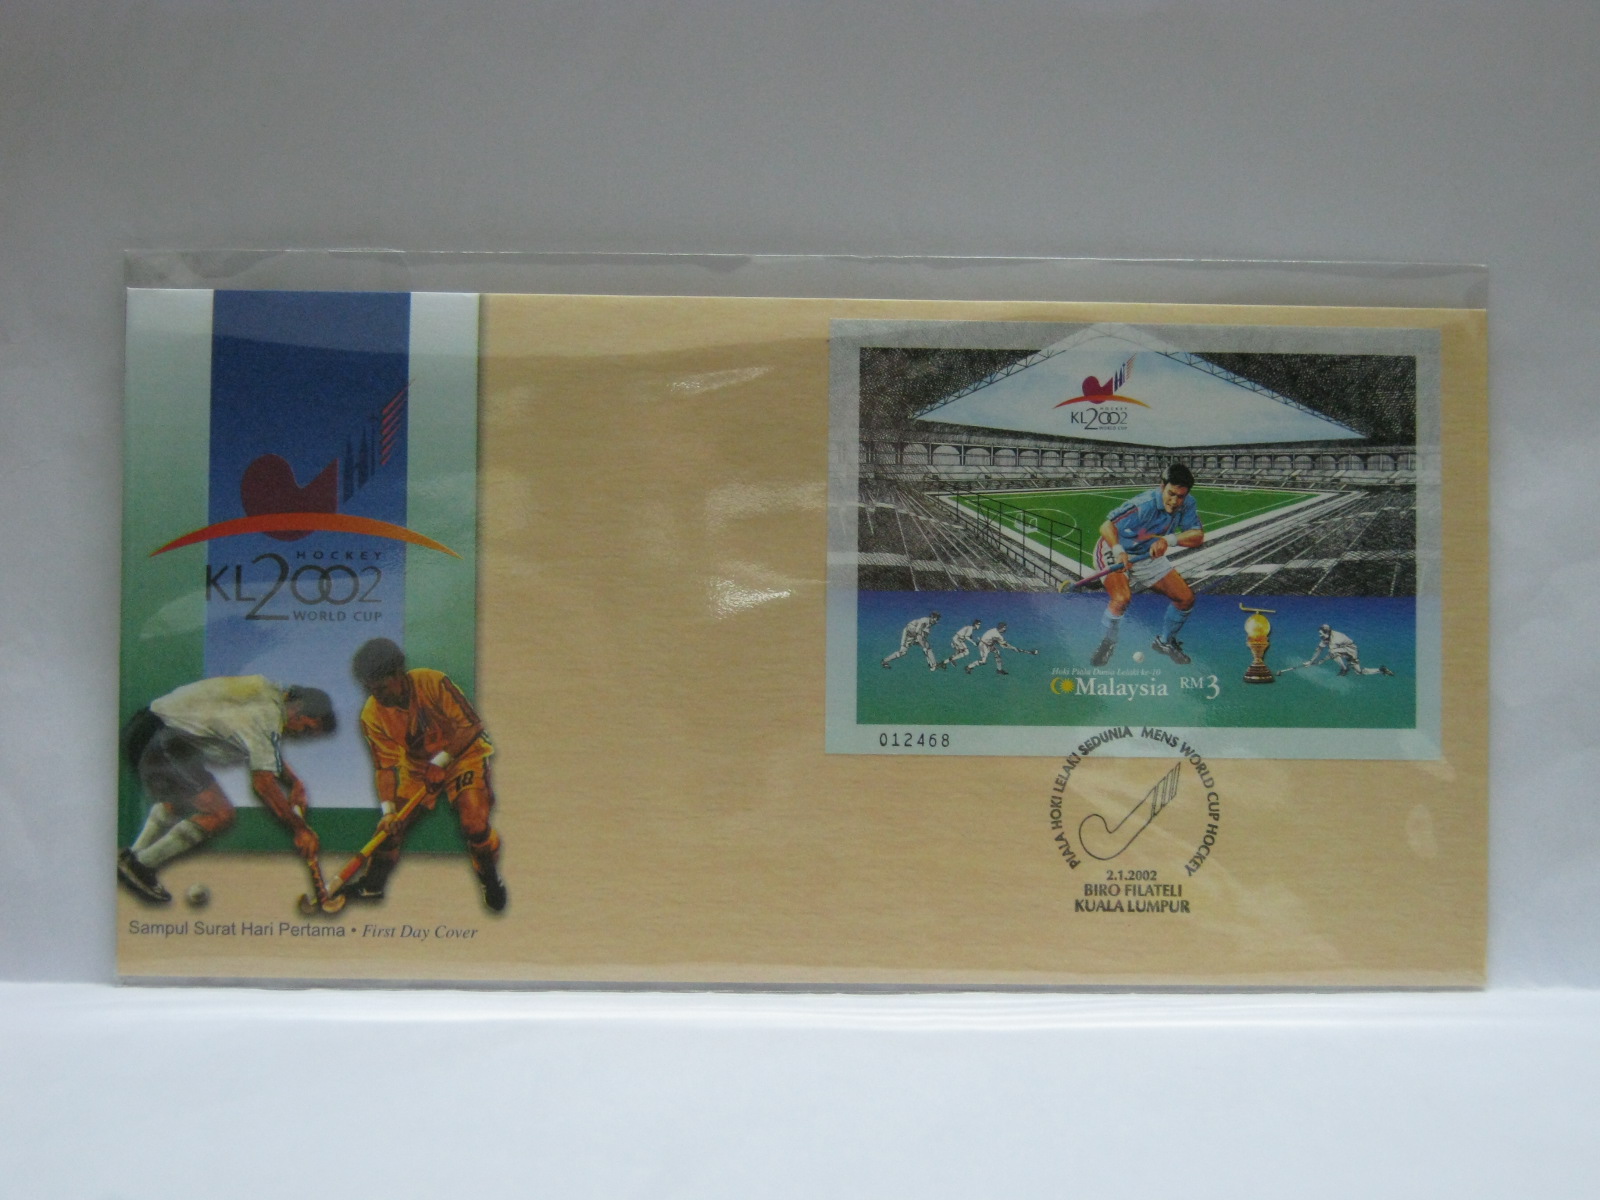 HOCKEY
KL2002
WORLD CUP
18
Sampul Surat Hari Pertama • First Day Cover
HOCKEY
KL2002
WORLD CUP
Hoki Piala Dunia Lelaki ke-10
Malaysia RM3
012468
PIALA HOKI LELAKI SEDUNIA MENS WORLD CUP HOCKEY
2.1.2002
BIRO FILATELI
KUALA LUMPUR